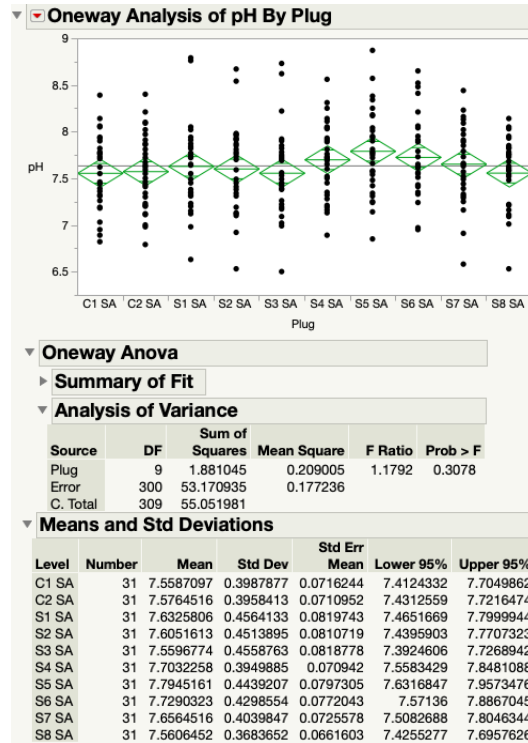 Oneway Analysis of pH By Plug
9
8.5
8
7.5
7
6.5
pH
C1 SA C2 SA S1 SA S2 SA S3 SA S4 SA S5 SA S6 SA S7 SA S8 SA
Plug
Oneway Anova
Summary of Fit
Analysis of Variance
Sum of
Source DF Squares Mean Square F Ratio Prob > F
Plug 9 1.881045 0.209005 1.1792 0.3078
Error 300 53.170935 0.177236
C. Total 309 55.051981
Means and Std Deviations
Std Err
Level Number Mean Std Dev Mean Lower 95% Upper 95%
C1 SA 31 7.5587097 0.3987877 0.0716244 7.4124332 7.7049862
C2 SA 31 7.5764516 0.3958413 0.0710952 7.4312559 7.7216474
S1 SA 31 7.6325806 0.4564133 0.0819743 7.4651669 7.7999944
S2 SA 31 7.6051613 0.4513895 0.0810719 7.4395903 7.7707323
S3 SA 31 7.5596774 0.4558763 0.0818778 7.3924606 7.7268942
S4 SA 31 7.7032258 0.3949885 0.070942 7.5583429 7.8481088
S5 SA 31 7.7945161 0.4439207 0.0797305 7.6316847 7.9573476
S6 SA 31 7.7290323 0.4298554 0.0772043 7.57136 7.8867045
S7 SA 31 7.6564516 0.4039847 0.0725578 7.5082688 7.8046344
S8 SA 31 7.5606452 0.3683652 0.0661603 7.4255277 7.6957628